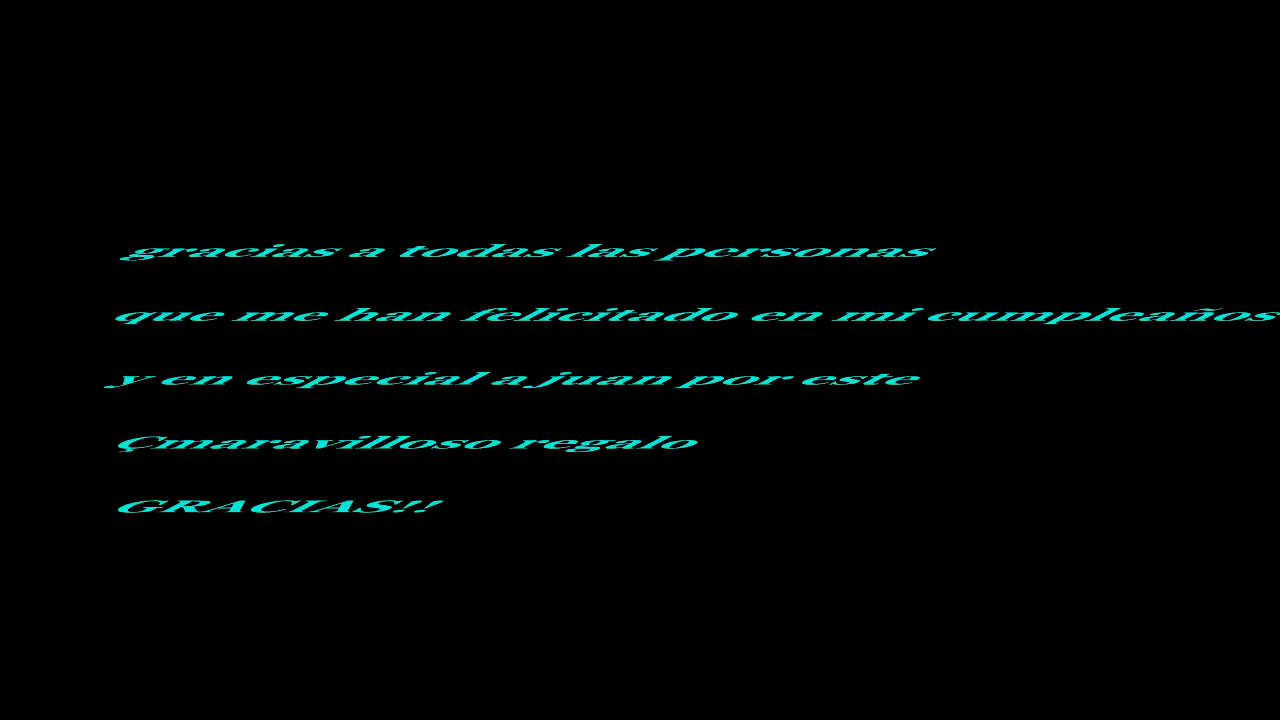 gracias a todas las personas
que me han felicitado en mi cumpleaños
y en especial a juan por este
Çmaravilloso regalo
GRACIAS!!